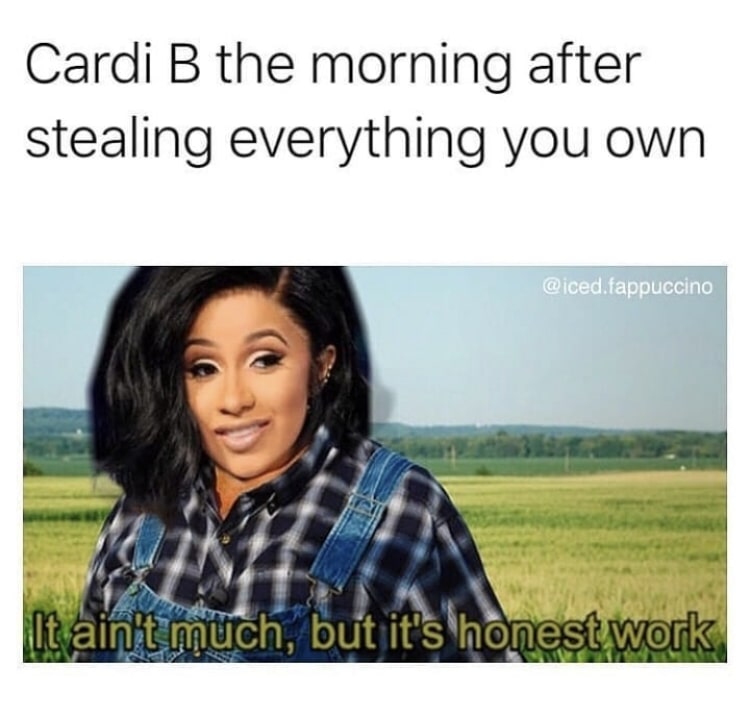 Cardi B the morning after
stealing everything you own
@iced.fappuccino
It ain't much, but it's honest work